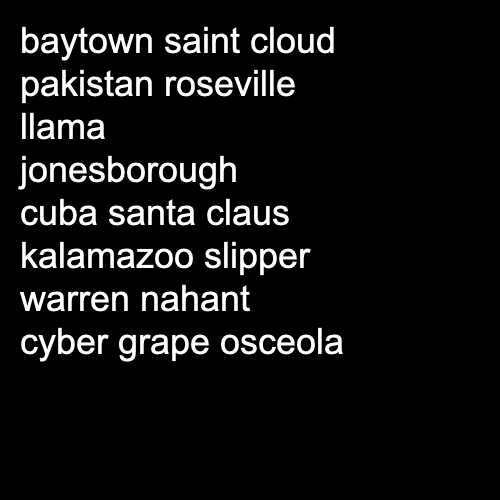 baytown saint cloud
pakistan roseville
llama
jonesborough
cuba santa claus
kalamazoo slipper
warren nahant
cyber grape osceola